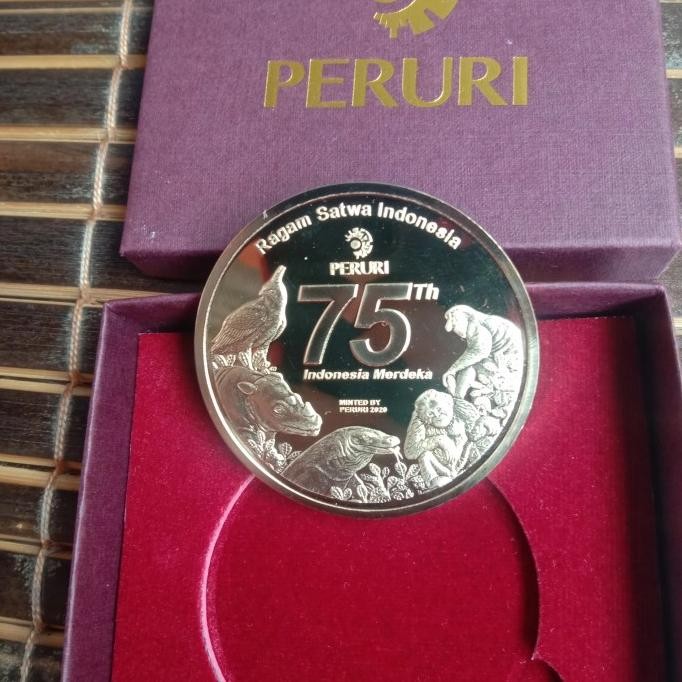 PERURI
Ragam Satwa Indonesia
PERURI
75Th
Indonesia Merdeka
MINTED BY
PERURI 2020